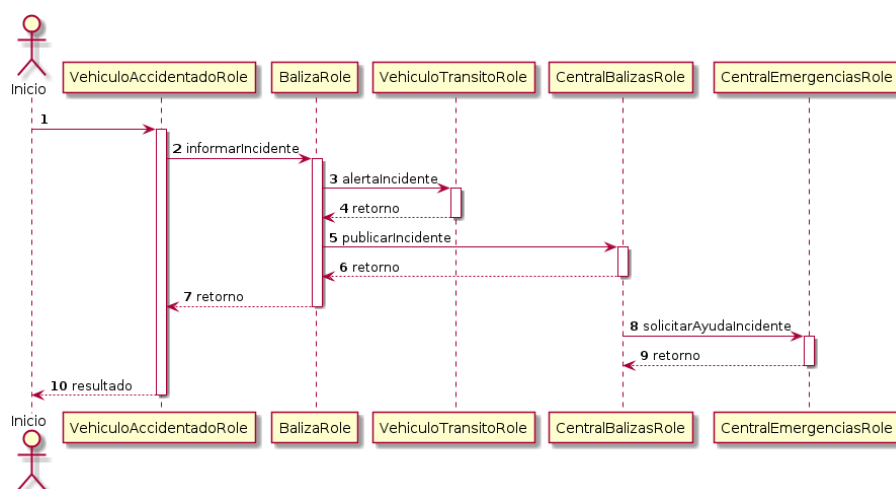 Inicio
VehiculoAccidentadoRole
BalizaRole
VehiculoTransitoRole
CentralBalizasRole
CentralEmergenciasRole
1
2 informarIncidente
3 alertaIncidente
4 retorno
5 publicarIncidente
6 retorno
7 retorno
8 solicitarAyudaIncidente
9 retorno
10 resultado
Inicio
VehiculoAccidentadoRole
BalizaRole
VehiculoTransitoRole
CentralBalizasRole
CentralEmergenciasRole